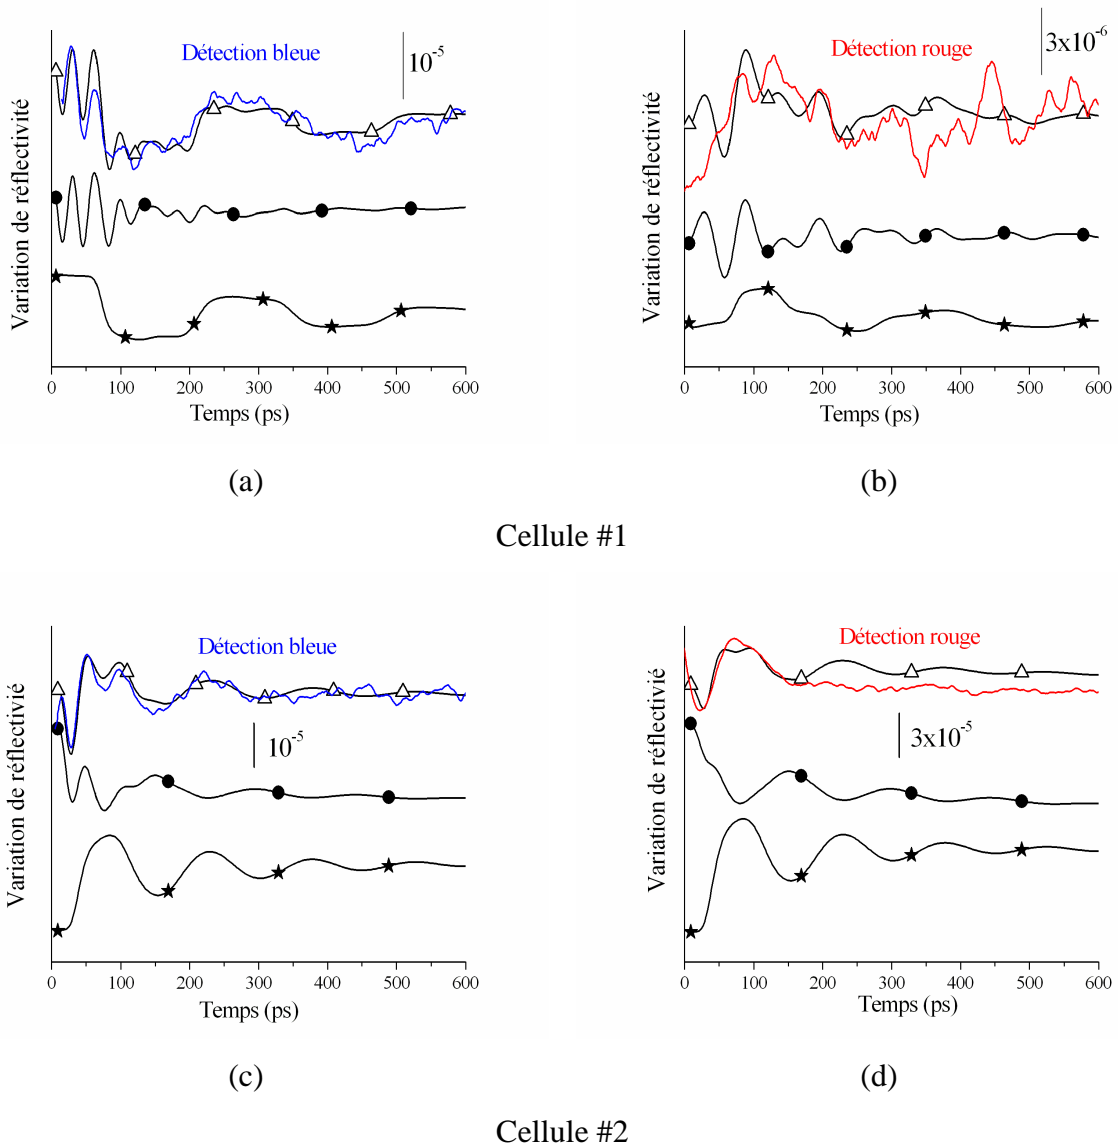 Détection bleue
10⁻⁵
Variation de réflectivité
0 100 200 300 400 500 600
Temps (ps)
(a)
Détection rouge
3x10⁻⁶
Variation de réflectivité
0 100 200 300 400 500 600
Temps (ps)
(b)
Cellule #1
Détection bleue
10⁻⁵
Variation de réflectivié
0 100 200 300 400 500 600
Temps (ps)
(c)
Détection rouge
3x10⁻⁵
Variation de réflectivité
0 100 200 300 400 500 600
Temps (ps)
(d)
Cellule #2